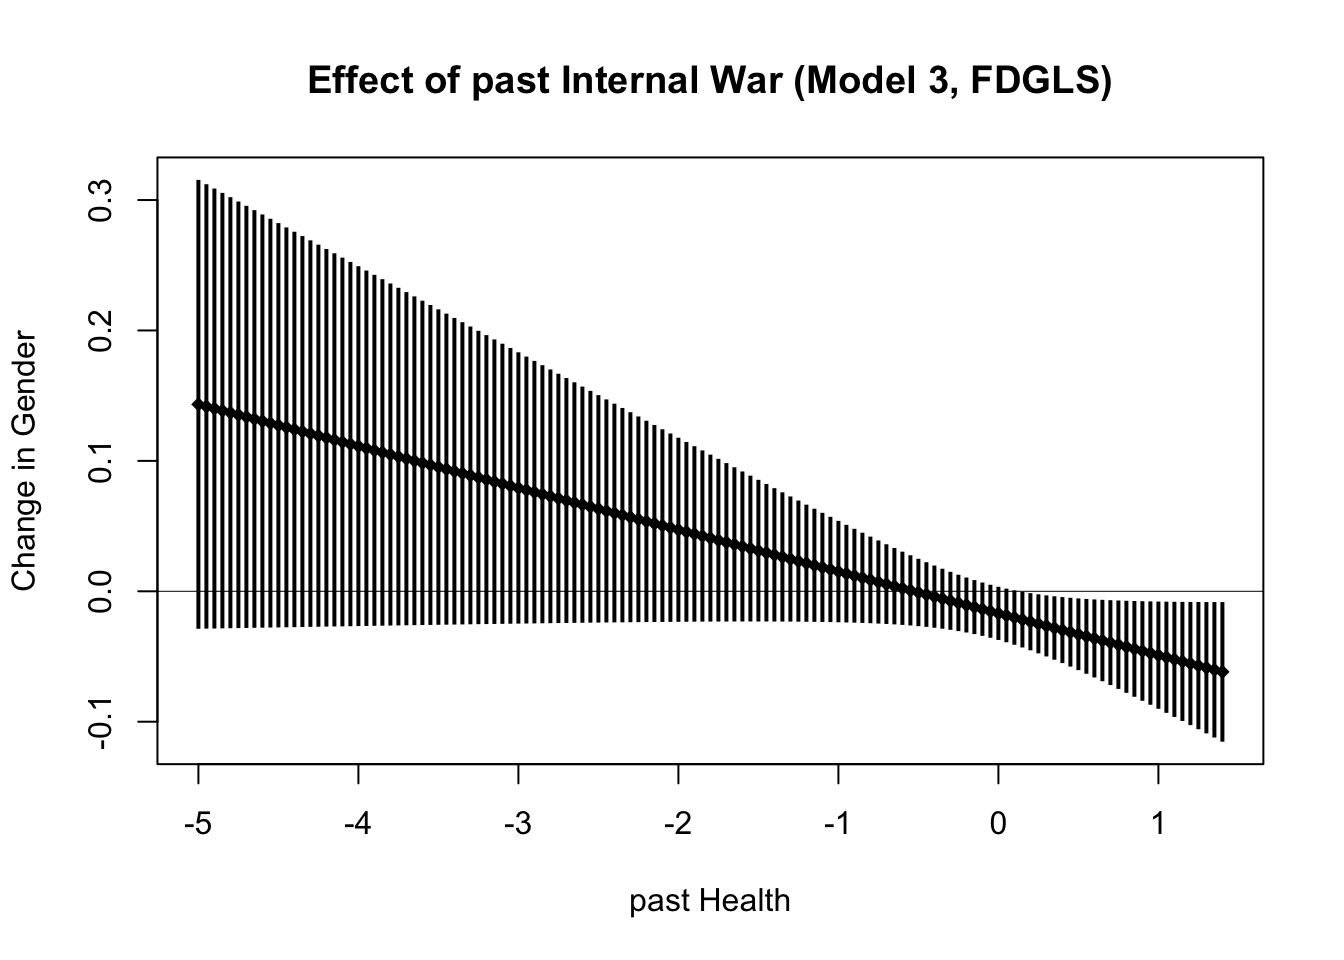 Effect of past Internal War (Model 3, FDGLS)
Change in Gender
0.3
0.2
0.1
0.0
-0.1
-5 -4 -3 -2 -1 0 1
past Health